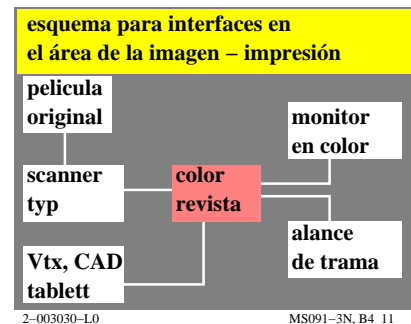 esquema para interfaces en
el área de la imagen – impresión
pelicula
original
monitor
en color
scanner
typ
color
revista
alance
de trama
Vtx, CAD
tablett
2–003030–L0
MS091–3N, B4 11